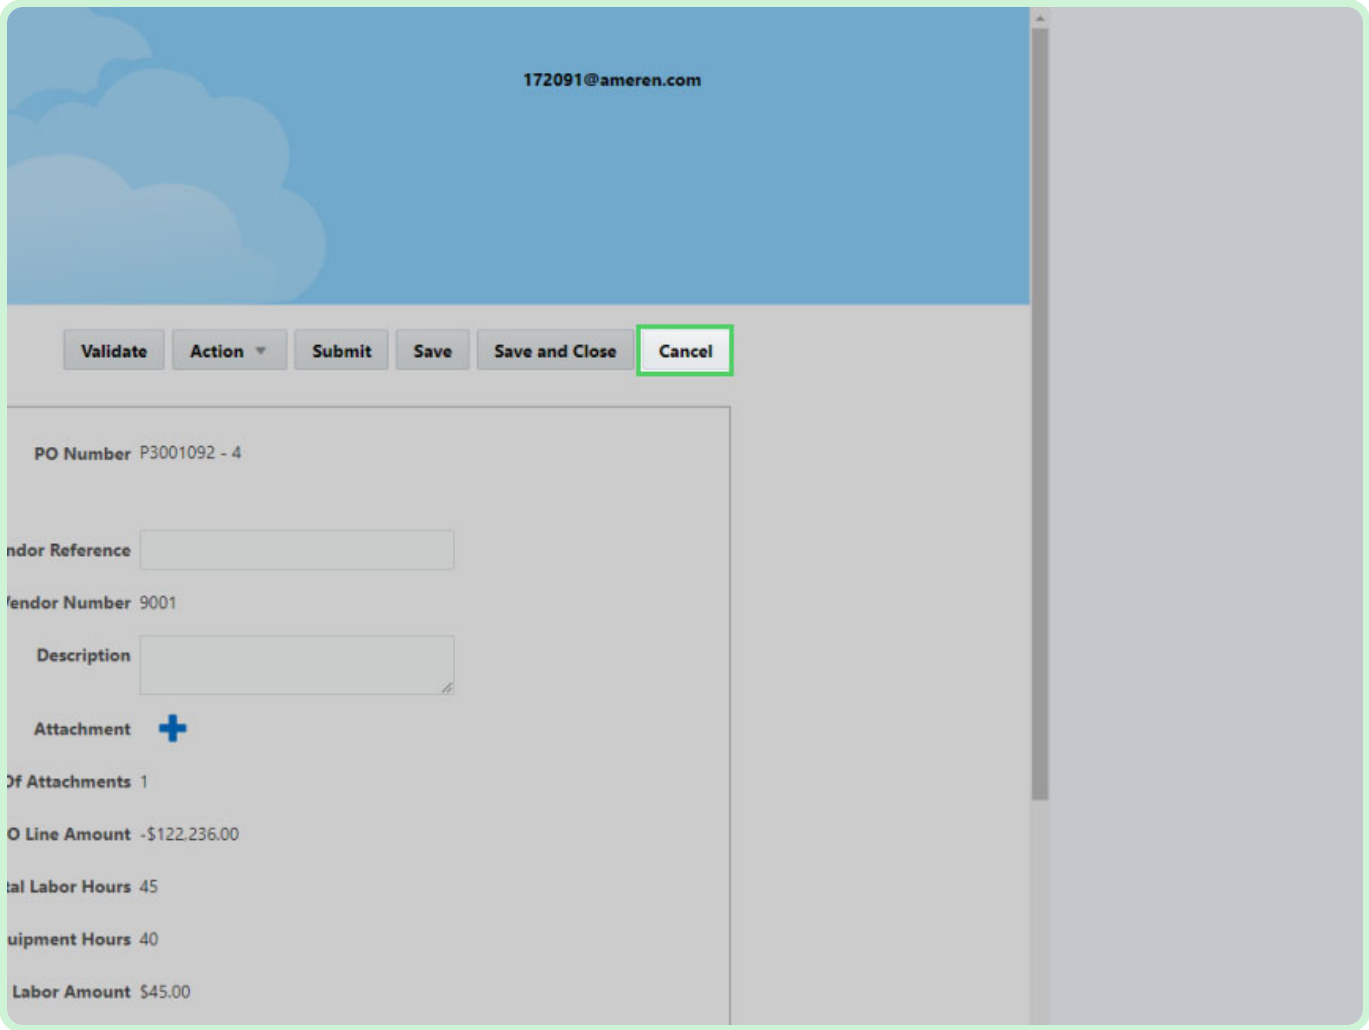 172091@ameren.com
Validate Action Submit Save Save and Close Cancel
PO Number P3001092 - 4
ndor Reference
Vendor Number 9001
Description
Attachment
Of Attachments 1
O Line Amount -$122,236.00
tal Labor Hours 45
uipment Hours 40
Labor Amount $45.00